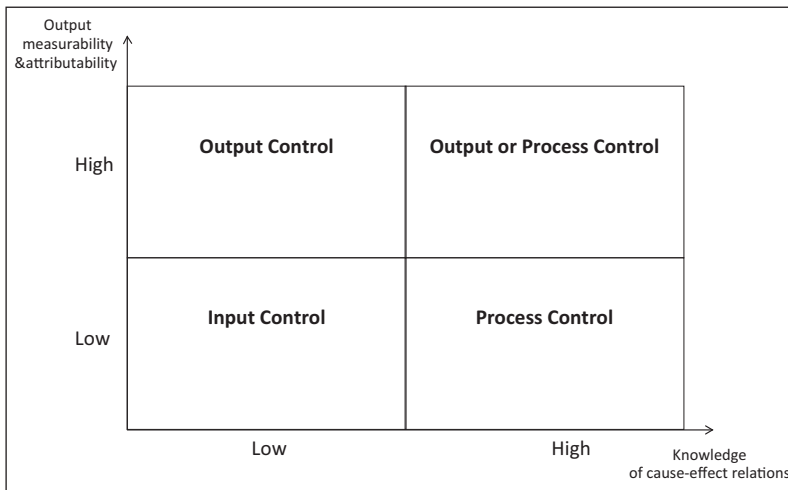 Output
measurability
&attributability
Output Control
Output or Process Control
High
Input Control
Process Control
Low
Low
High
Knowledge
of cause-effect relations